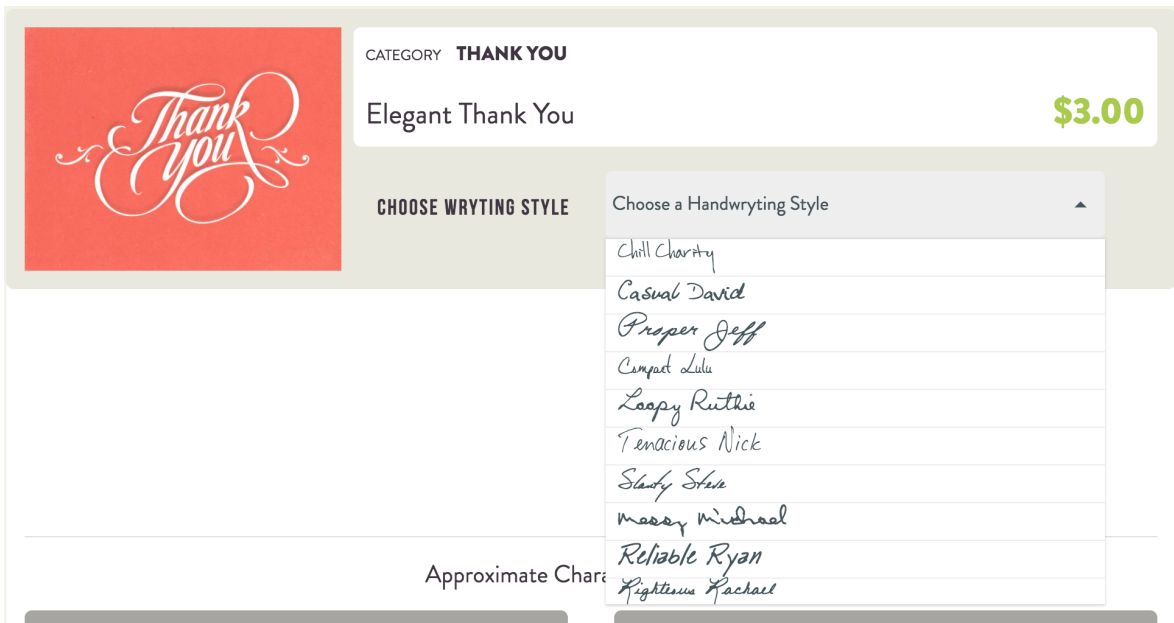 Thank
you
CATEGORY THANK YOU
Elegant Thank You
$3.00
CHOOSE WRYTING STYLE
Choose a Handwryting Style
Chill Charity
Casual David
Proper Jeff
Compact Lulu
Loopy Ruthie
Tenacious Nick
Slanty Steve
Messy Michael
Reliable Ryan
Righteous Rachael
Approximate Chara